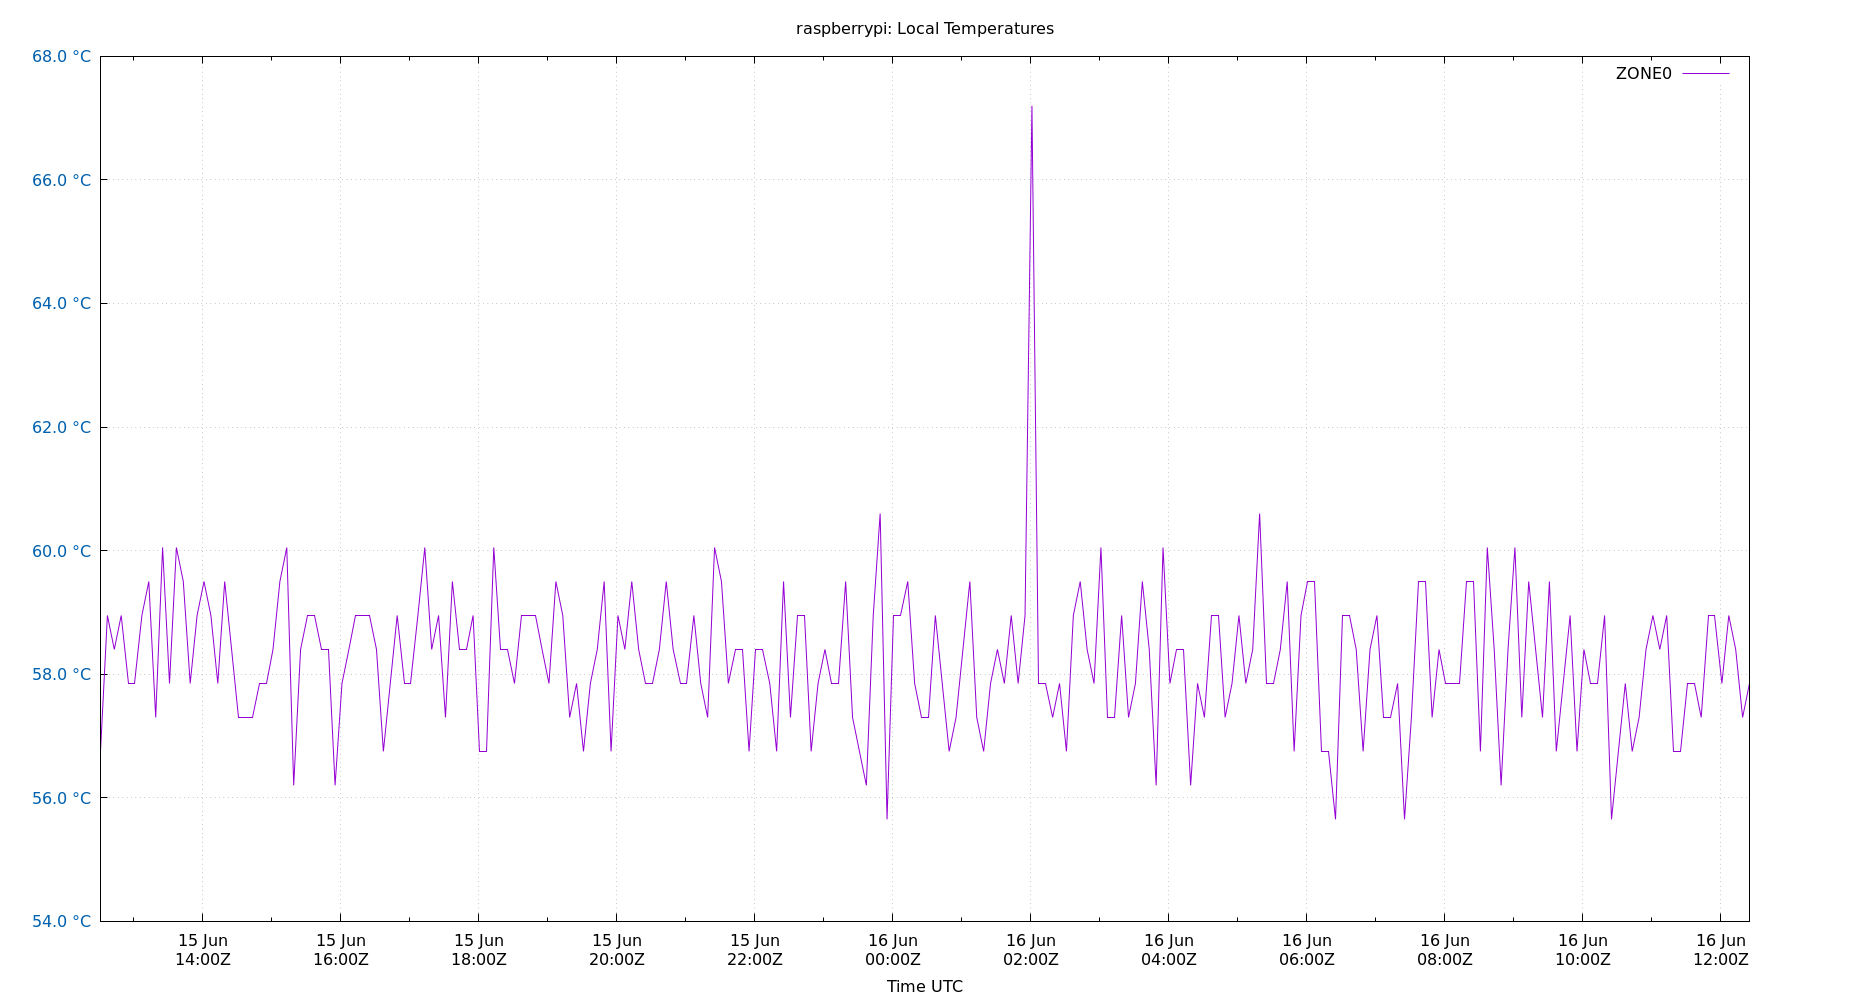 raspberrypi: Local Temperatures
68.0 °C
66.0 °C
64.0 °C
62.0 °C
60.0 °C
58.0 °C
56.0 °C
54.0 °C
ZONE0
15 Jun 15 Jun 15 Jun 15 Jun 15 Jun 16 Jun 16 Jun 16 Jun 16 Jun 16 Jun 16 Jun 16 Jun
14:00Z 16:00Z 18:00Z 20:00Z 22:00Z 00:00Z 02:00Z 04:00Z 06:00Z 08:00Z 10:00Z 12:00Z
Time UTC